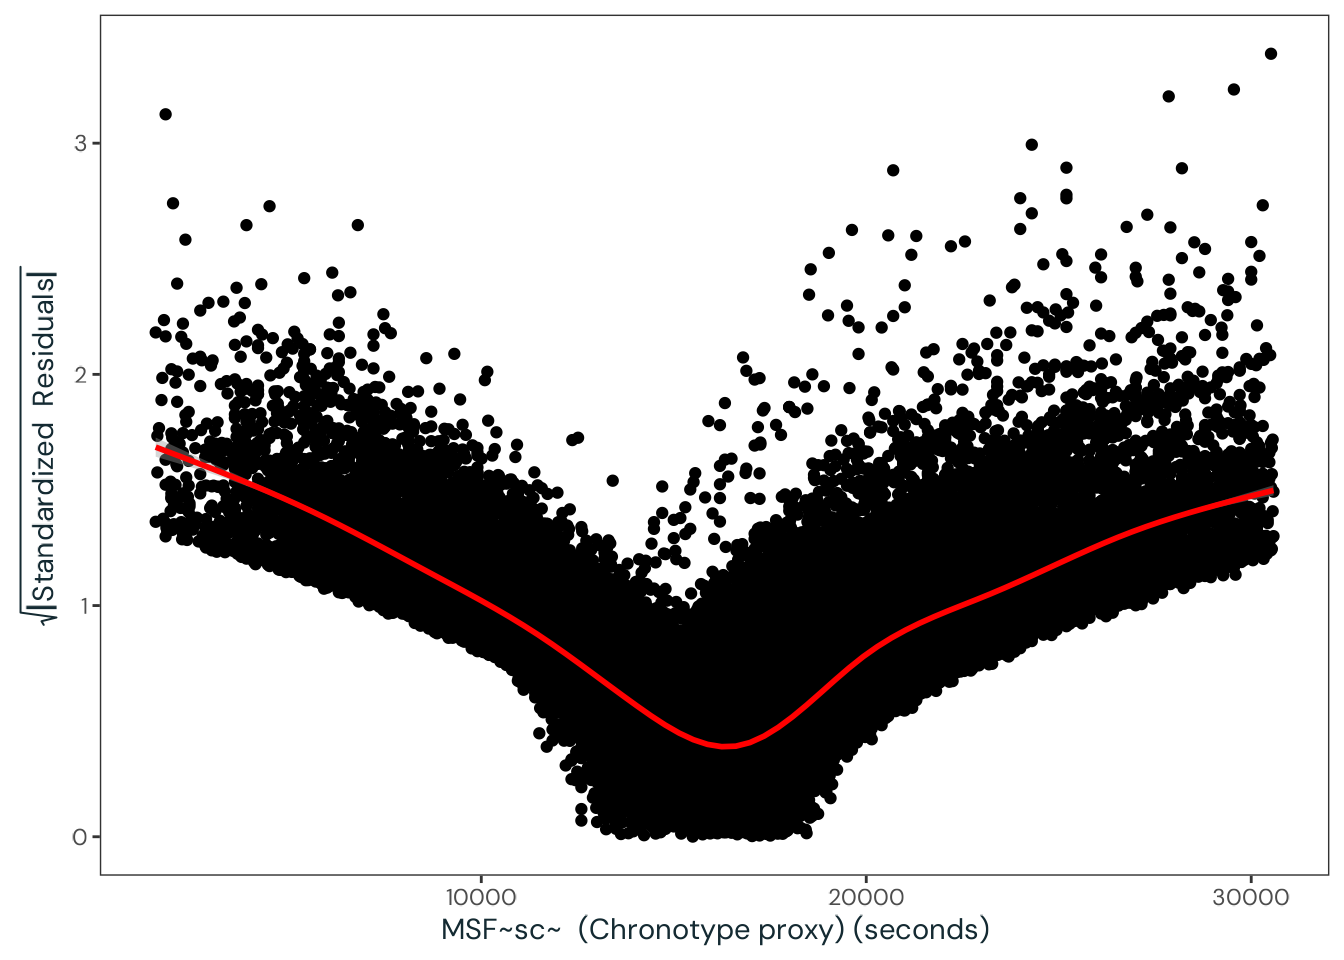 √|Standardized Residuals|
3
2
1
0
10000 20000 30000
MSF~sc~ (Chronotype proxy) (seconds)